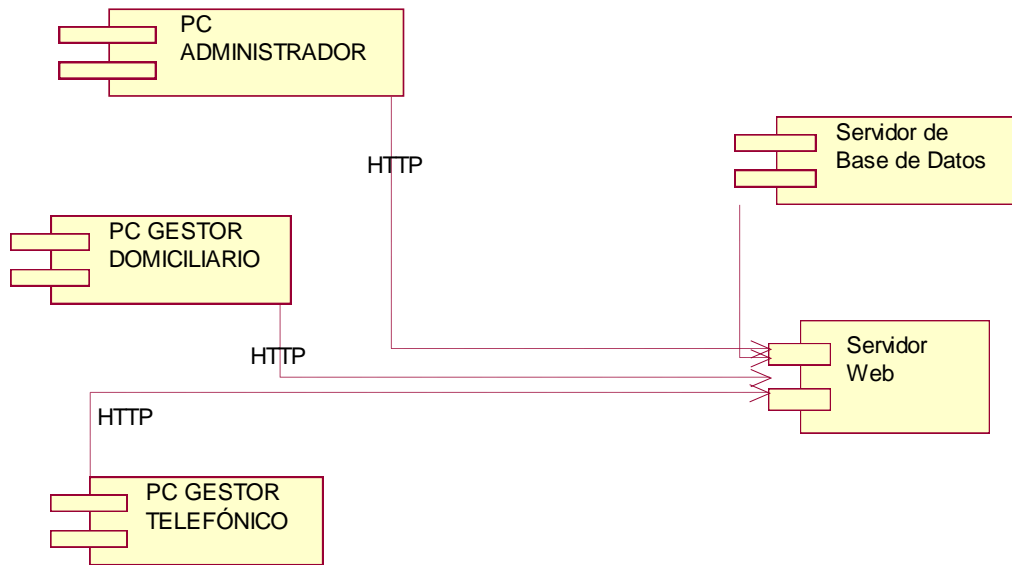 PC
ADMINISTRADOR
HTTP
Servidor de
Base de Datos
PC GESTOR
DOMICILIARIO
HTTP
Servidor
Web
HTTP
PC GESTOR
TELEFÓNICO